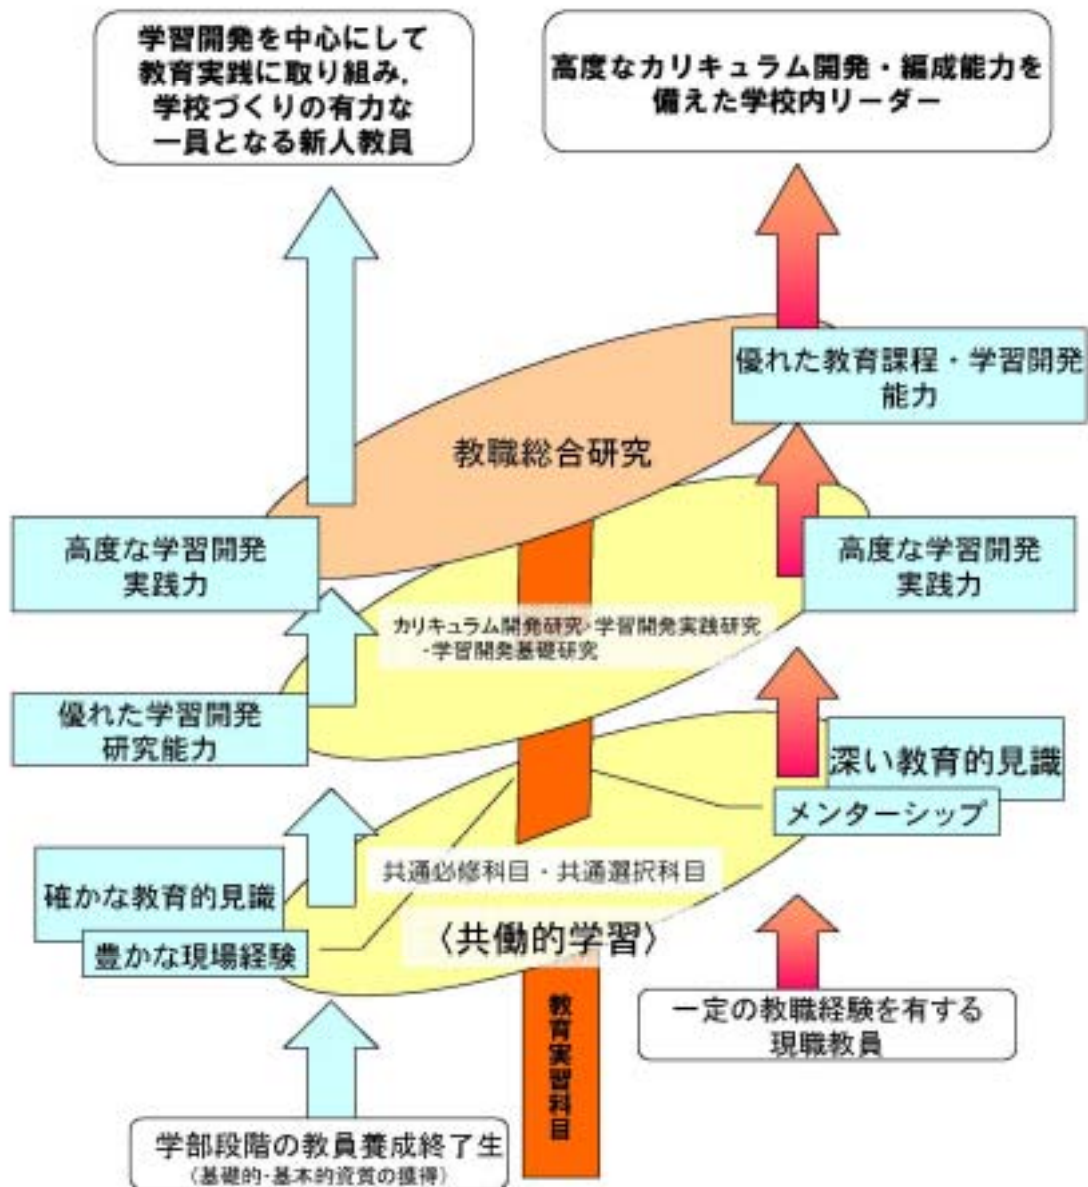 学習開発を中心にして
教育実践に取り組み，
学校づくりの有力な
一員となる新人教員
高度なカリキュラム開発・編成能力を
備えた学校内リーダー
優れた教育課程・学習開発
能力
教職総合研究
高度な学習開発
実践力
高度な学習開発
実践力
カリキュラム開発研究・学習開発実践研究
・学習開発基礎研究
優れた学習開発
研究能力
深い教育的見識
メンターシップ
共通必修科目・共通選択科目
確かな教育的見識
〈共働的学習〉
豊かな現場経験
教育実習科目
一定の教職経験を有する
現職教員
学部段階の教員養成終了生
（基礎的・基本的資質の獲得）